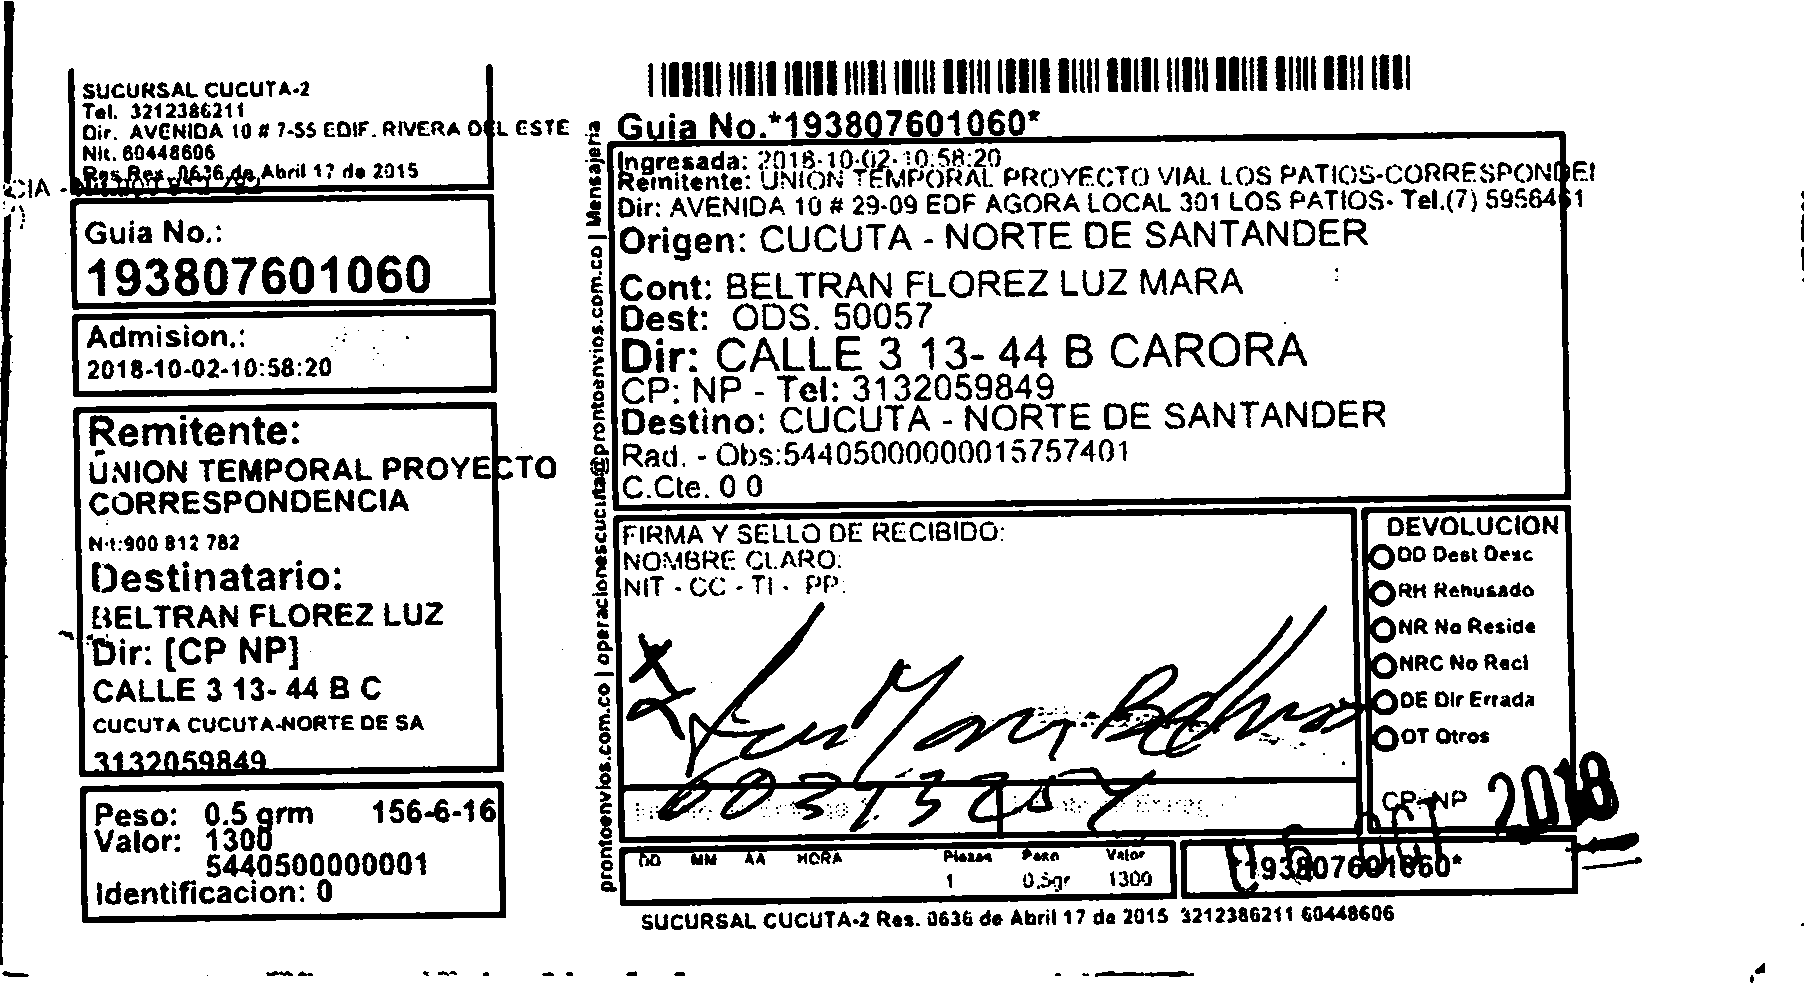 SUCURSAL CUCUTA-2
Tel. 3212386211
Dir. AVENIDA 10 # 7-55 EDIF. RIVERA DEL ESTE
Nit. 60448606
Res.Res. 0636 de Abril 17 de 2015
CIA -
Guia No.:
193807601060
Admision.:
2018-10-02-10:58:20
Remitente:
UNION TEMPORAL PROYECTO
CORRESPONDENCIA
Nit:900 812 782
Destinatario:
BELTRAN FLOREZ LUZ
Dir: [CP NP]
CALLE 3 13- 44 B C
CUCUTA CUCUTA-NORTE DE SA
3132059849
Peso: 0.5 grm 156-6-16
Valor: 1300
5440500000001
Identificacion: 0
prontoenvios.com.co | operacionescucuta@prontoenvios.com.co | Mensajeria
Guia No.*193807601060*
Ingresada: 2018-10-02-10:58:20
Remitente: UNION TEMPORAL PROYECTO VIAL LOS PATIOS-CORRESPONDEI
Dir: AVENIDA 10 # 29-09 EDF AGORA LOCAL 301 LOS PATIOS- Tel.(7) 5956461
Origen: CUCUTA - NORTE DE SANTANDER
Cont: BELTRAN FLOREZ LUZ MARA
Dest: ODS. 50057
Dir: CALLE 3 13- 44 B CARORA
CP: NP - Tel: 3132059849
Destino: CUCUTA - NORTE DE SANTANDER
Rad. - Obs:54405000000015757401
C.Cte. 0 0
FIRMA Y SELLO DE RECIBIDO:
NOMBRE CLARO:
NIT - CC - TI - PP:
DEVOLUCION
DD Dest Desc
RH Rehusado
NR No Reside
NRC No Recl
DE Dir Errada
OT Otros
CP: NP
2018
DD MM AA HORA
Piezas Peso Valor
1 0,5gr 1300
*193807601060*
SUCURSAL CUCUTA-2 Res. 0636 de Abril 17 de 2015 3212386211 60448606